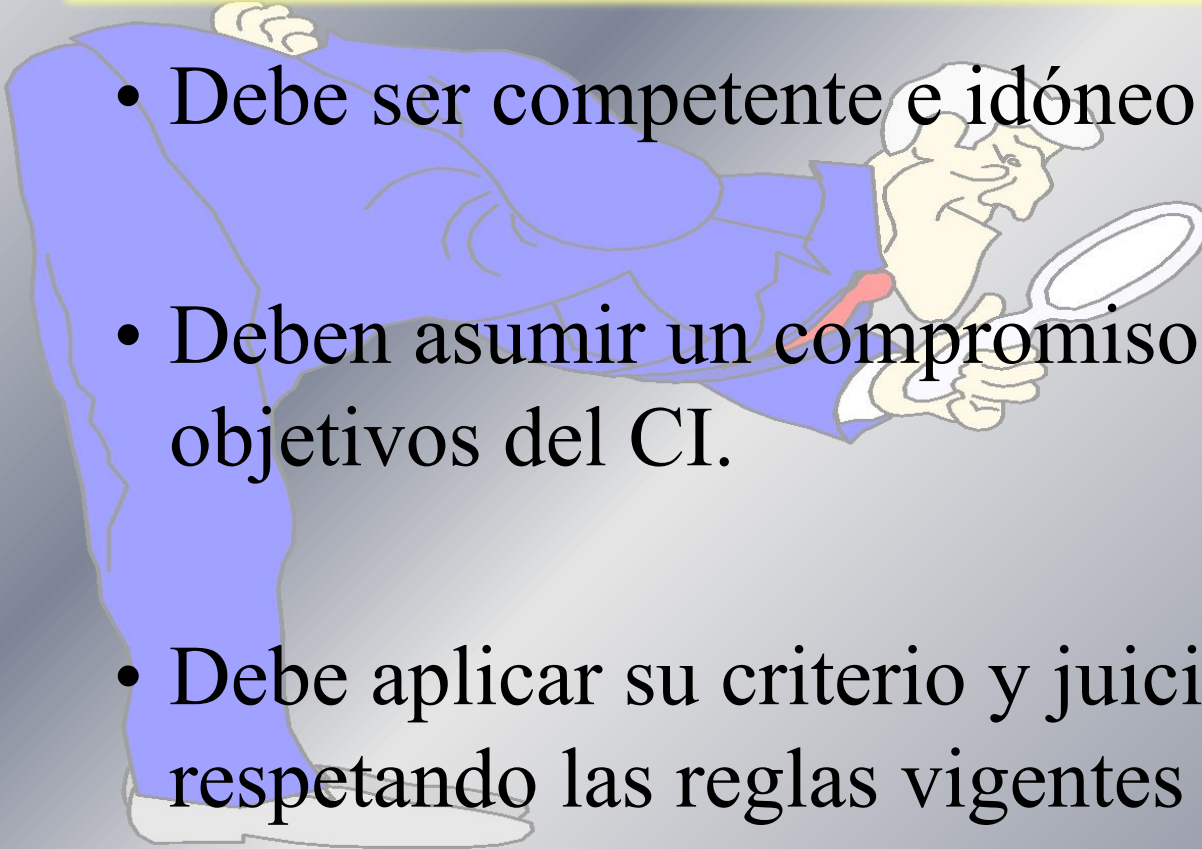 • Debe ser competente e idóneo
• Deben asumir un compromiso
objetivos del CI.
• Debe aplicar su criterio y juici
respetando las reglas vigentes